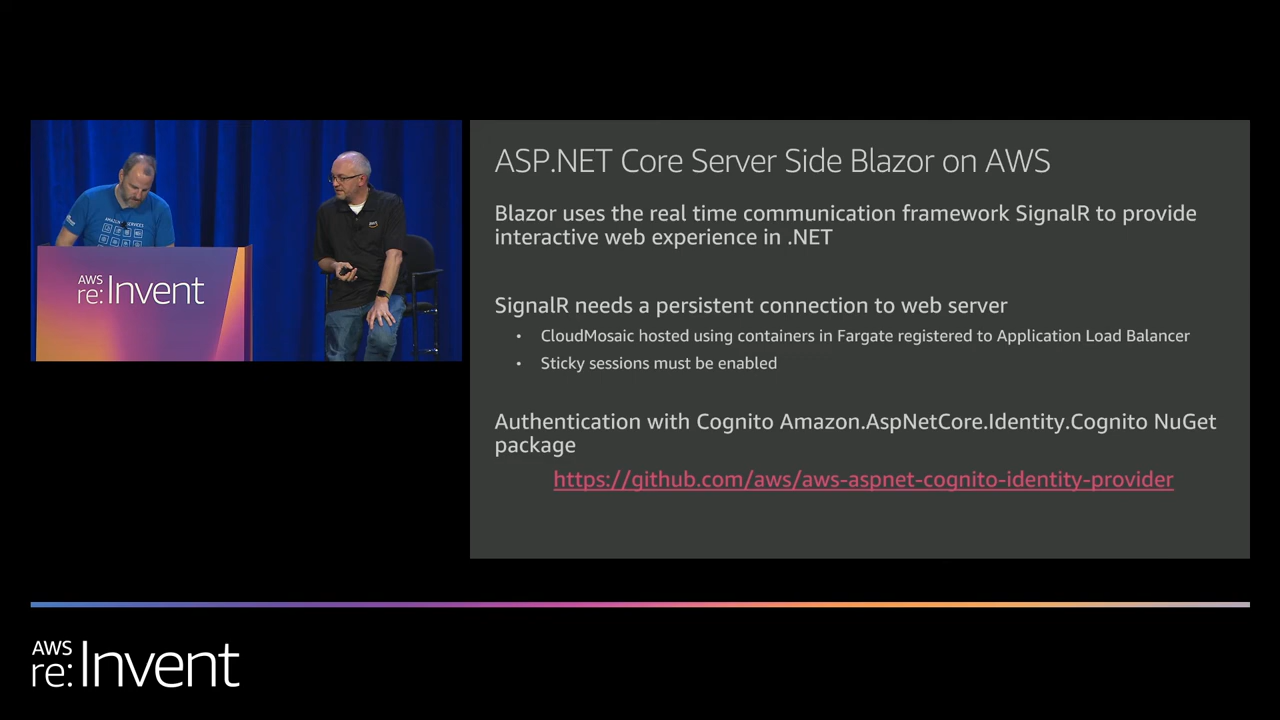 ASP.NET Core Server Side Blazor on AWS
Blazor uses the real time communication framework SignalR to provide
interactive web experience in .NET
SignalR needs a persistent connection to web server
• CloudMosaic hosted using containers in Fargate registered to Application Load Balancer
• Sticky sessions must be enabled
Authentication with Cognito Amazon.AspNetCore.Identity.Cognito NuGet
package
https://github.com/aws/aws-aspnet-cognito-identity-provider
AWS
re:Invent
AWS
re:Invent